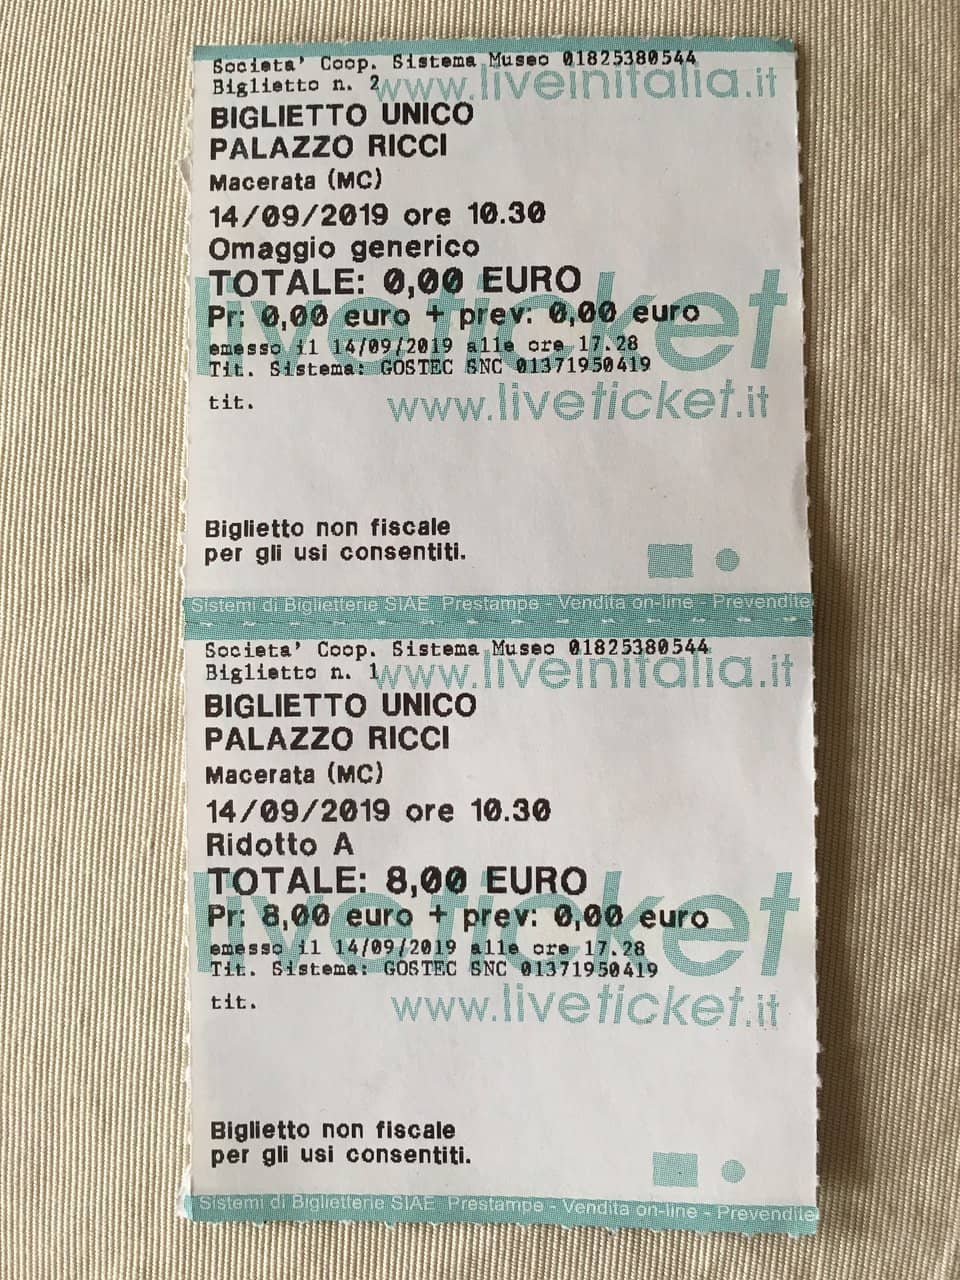 Societa' Coop. Sistema Museo 01825380544
Biglietto n. 2
www.liveinitalia.it
BIGLIETTO UNICO
PALAZZO RICCI
Macerata (MC)
14/09/2019 ore 10.30
Omaggio generico
TOTALE: 0,00 EURO
liveticket
Pr: 0,00 euro + prev: 0,00 euro
emesso il 14/09/2019 alle ore 17.28
Tit. Sistema: GOSTEC SNC 01371950419
tit.
www.liveticket.it
Biglietto non fiscale
per gli usi consentiti.
Sistemi di Biglietterie SIAE Prestampe - Vendita on-line - Prevendite
Societa' Coop. Sistema Museo 01825380544
Biglietto n. 1
www.liveinitalia.it
BIGLIETTO UNICO
PALAZZO RICCI
Macerata (MC)
14/09/2019 ore 10.30
Ridotto A
TOTALE: 8,00 EURO
liveticket
Pr: 8,00 euro + prev: 0,00 euro
emesso il 14/09/2019 alle ore 17.28
Tit. Sistema: GOSTEC SNC 01371950419
tit.
www.liveticket.it
Biglietto non fiscale
per gli usi consentiti.
Sistemi di Biglietterie SIAE Prestampe - Vendita on-line - Prevendite